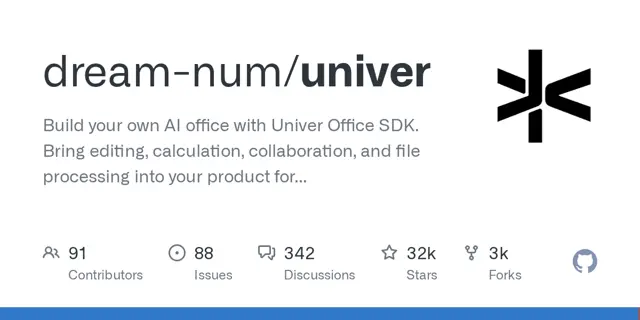 dream-num/univer
Build your own AI office with Univer Office SDK.
Bring editing, calculation, collaboration, and file
processing into your product for...
91
Contributors
88
Issues
342
Discussions
32k
Stars
3k
Forks